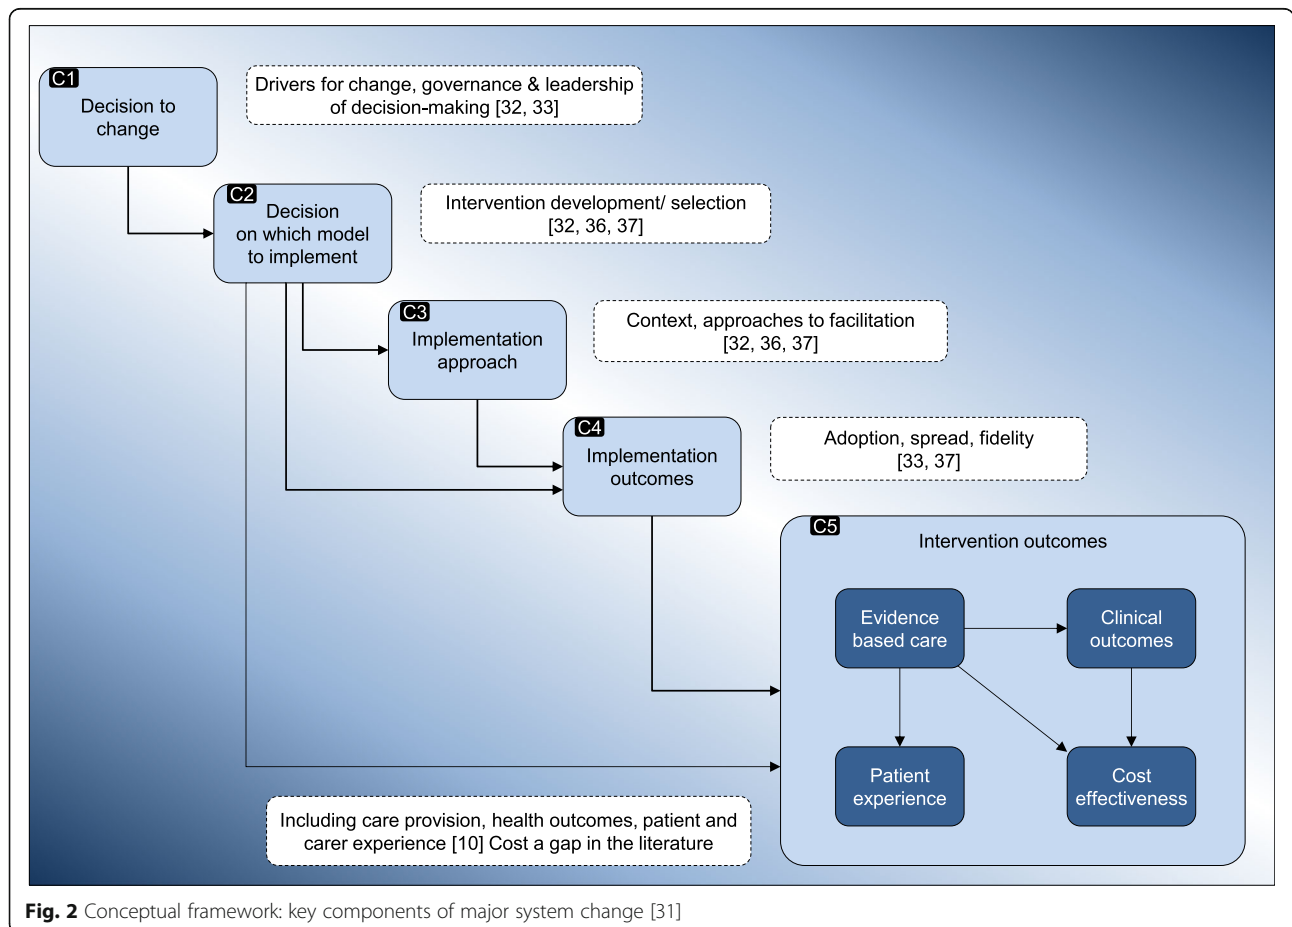 C1
Decision to
change
Drivers for change, governance & leadership
of decision-making [32, 33]
C2
Decision
on which model
to implement
Intervention development/ selection
[32, 36, 37]
C3
Implementation
approach
Context, approaches to facilitation
[32, 36, 37]
C4
Implementation
outcomes
Adoption, spread, fidelity
[33, 37]
C5
Intervention outcomes
Evidence
based care
Clinical
outcomes
Patient
experience
Cost
effectiveness
Including care provision, health outcomes, patient and
carer experience [10] Cost a gap in the literature
Fig. 2 Conceptual framework: key components of major system change [31]